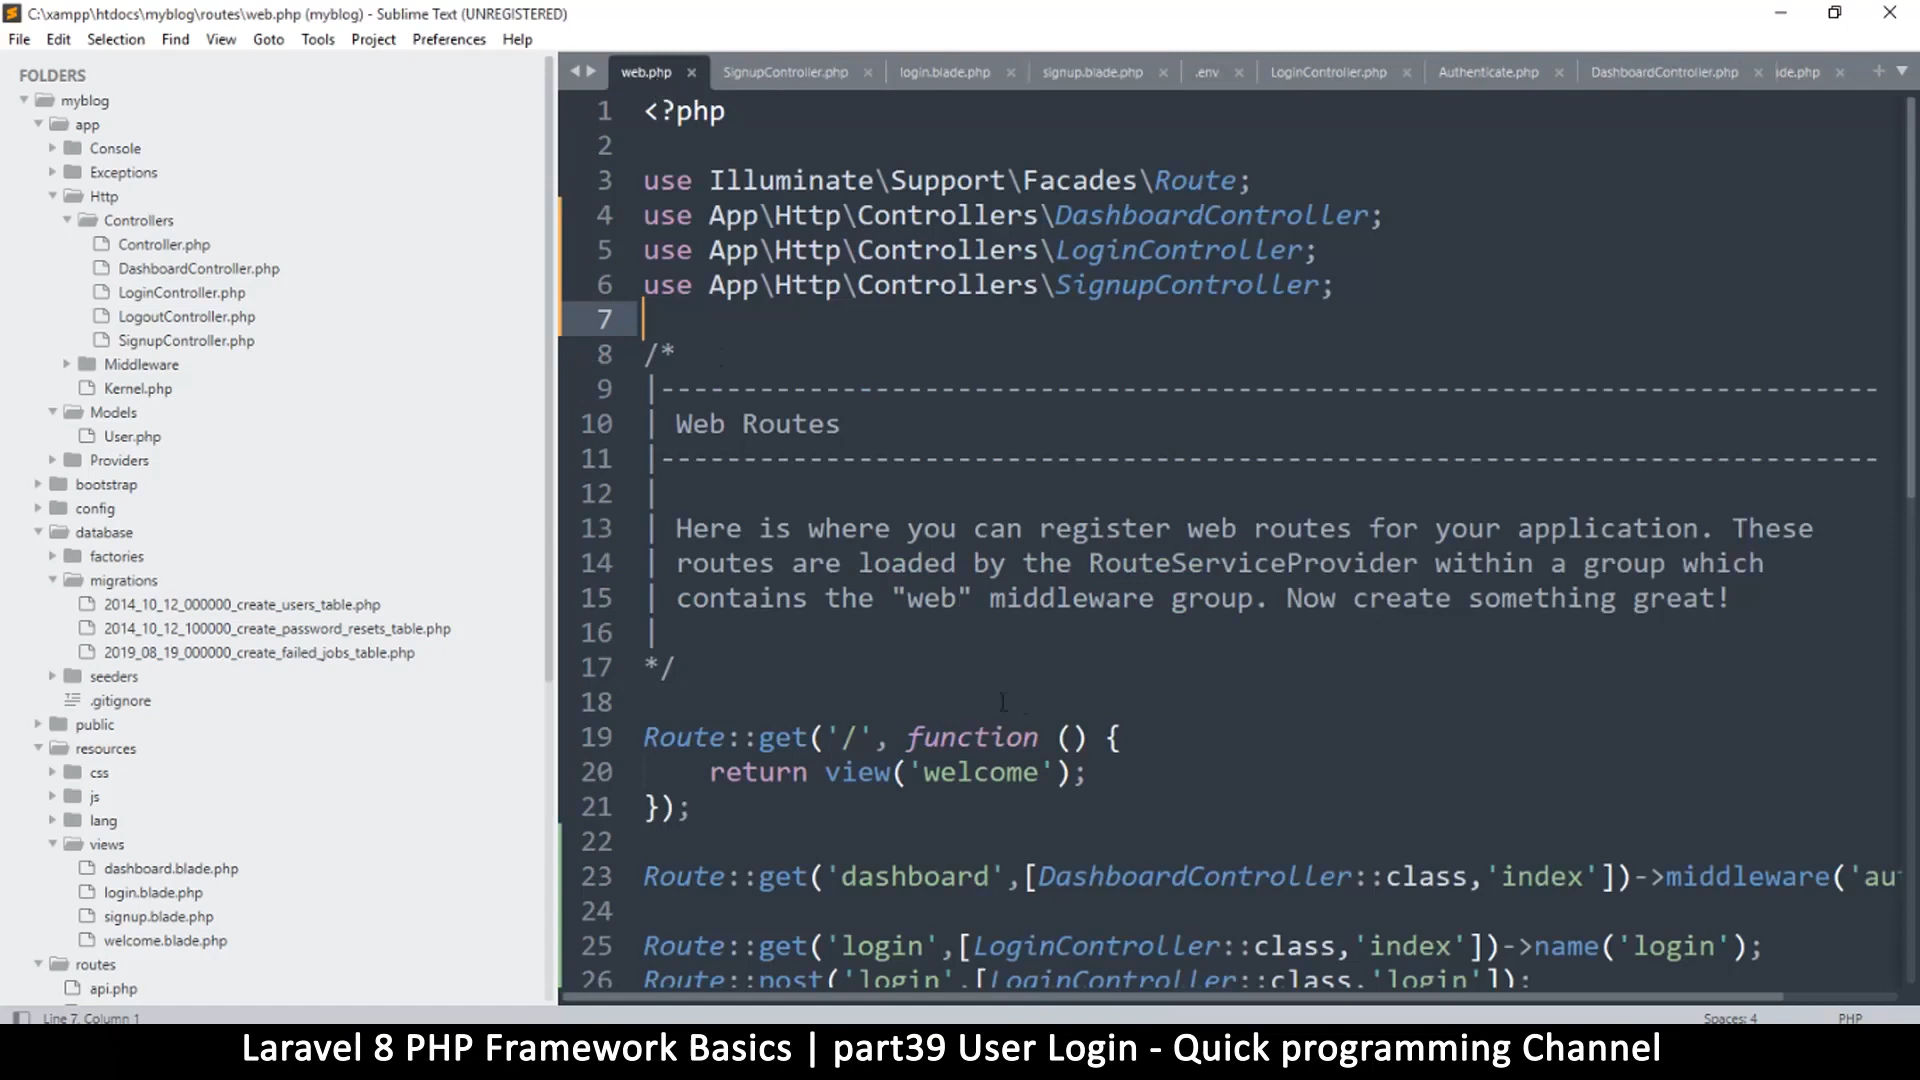 C:\xampp\htdocs\myblog\routes\web.php (myblog) - Sublime Text (UNREGISTERED)
File Edit Selection Find View Goto Tools Project Preferences Help
FOLDERS
myblog
app
Console
Exceptions
Http
Controllers
Controller.php
DashboardController.php
LoginController.php
LogoutController.php
SignupController.php
Middleware
Kernel.php
Models
User.php
Providers
bootstrap
config
database
factories
migrations
2014_10_12_000000_create_users_table.php
2014_10_12_100000_create_password_resets_table.php
2019_08_19_000000_create_failed_jobs_table.php
seeders
.gitignore
public
resources
css
js
lang
views
dashboard.blade.php
login.blade.php
signup.blade.php
welcome.blade.php
routes
api.php
web.php SignupController.php login.blade.php signup.blade.php .env LoginController.php Authenticate.php DashboardController.php ide.php
1 <?php
2
3 use Illuminate\Support\Facades\Route;
4 use App\Http\Controllers\DashboardController;
5 use App\Http\Controllers\LoginController;
6 use App\Http\Controllers\SignupController;
7
8 /*
9 |--------------------------------------------------------------------------
10 | Web Routes
11 |--------------------------------------------------------------------------
12 |
13 | Here is where you can register web routes for your application. These
14 | routes are loaded by the RouteServiceProvider within a group which
15 | contains the "web" middleware group. Now create something great!
16 |
17 */
18
19 Route::get('/', function () {
20 return view('welcome');
21 });
22
23 Route::get('dashboard',[DashboardController::class,'index'])->middleware('au
24
25 Route::get('login',[LoginController::class,'index'])->name('login');
26 Route::post('login',[LoginController::class,'login']);
Line 7, Column 1 Spaces: 4 PHP
Laravel 8 PHP Framework Basics | part39 User Login - Quick programming Channel